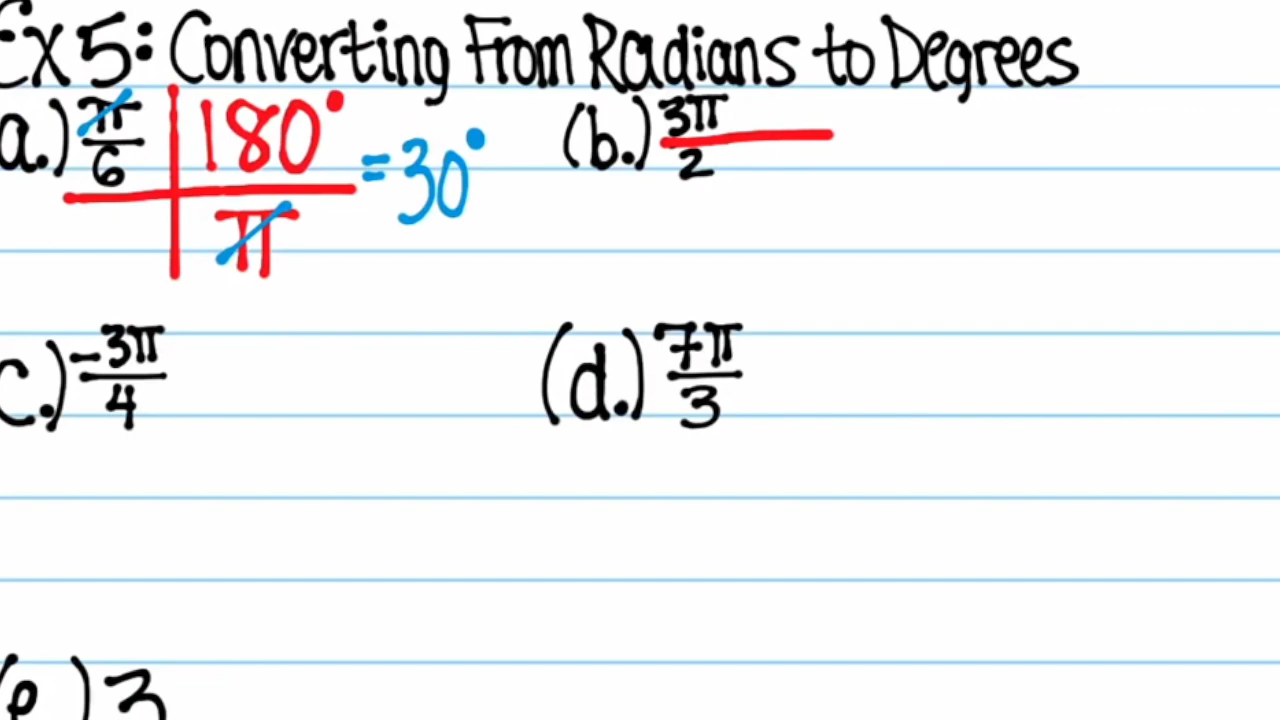 Ex 5: Converting From Radians to Degrees
a.) π/6 | 180°/π = 30°
(b.) 3π/2
c.) -3π/4
(d.) 7π/3
(e.) 3